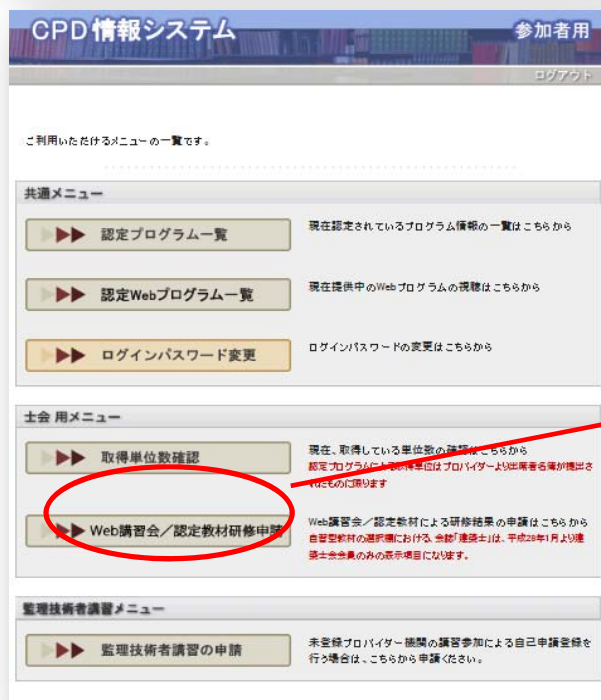 CPD情報システム
参加者用
ログアウト
ご利用いただけるメニューの一覧です。
共通メニュー
認定プログラム一覧
現在認定されているプログラム情報の一覧はこちらから
認定Webプログラム一覧
現在提供中のWebプログラムの視聴はこちらから
ログインパスワード変更
ログインパスワードの変更はこちらから
士会 用メニュー
取得単位数確認
現在、取得している単位数の確認はこちらから
認定プログラムによる取得単位はプロバイダーより出席者名簿が提出さ
れたものに限ります
Web講習会/認定教材研修申請
Web講習会/認定教材による研修結果の申請はこちらから
自習型教材の選択欄における、会誌「建築士」は、平成28年1月より建
築士会会員のみの表示項目になります。
監理技術者講習メニュー
監理技術者講習の申請
未登録プロバイダー機関の講習参加による自己申請登録を
行う場合は、こちらから申請ください。